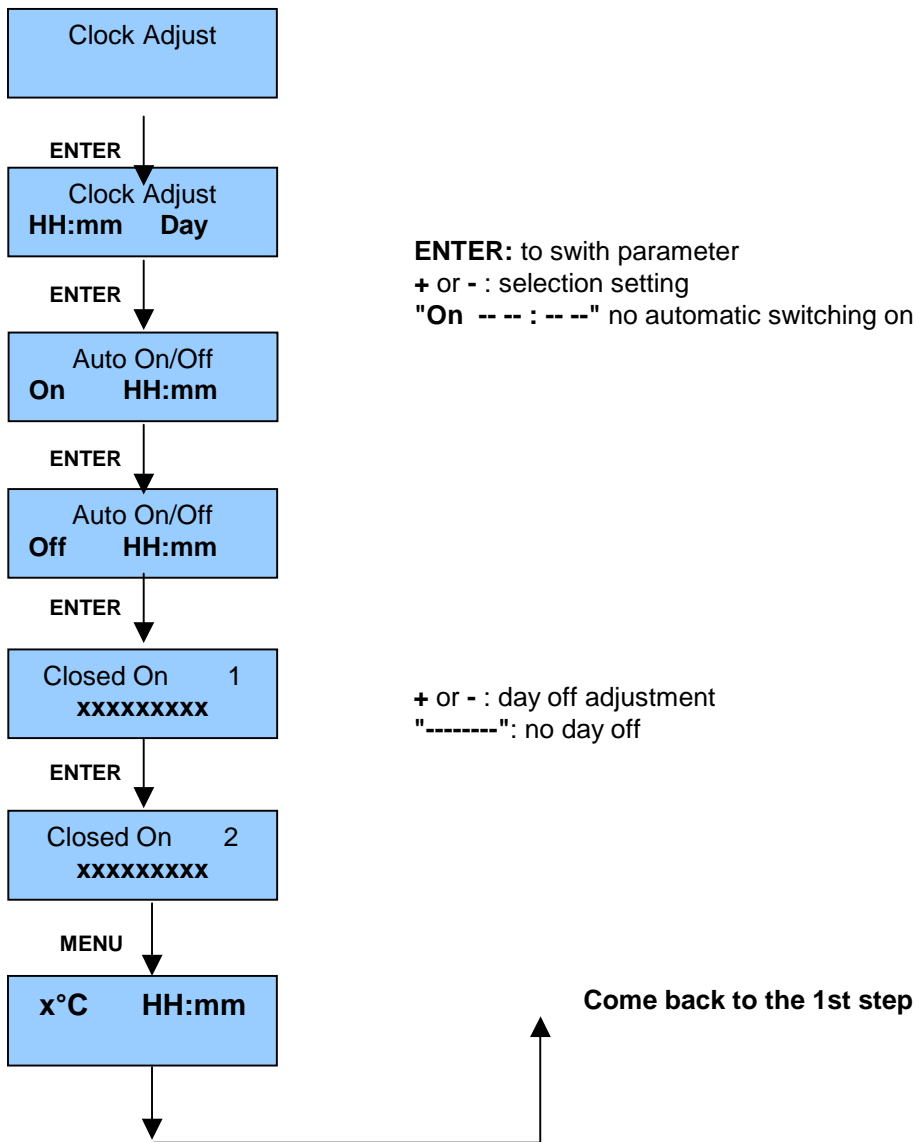 Clock Adjust
ENTER
Clock Adjust
HH:mm Day
ENTER: to swith parameter
+ or - : selection setting
"On -- -- : -- --" no automatic switching on
ENTER
Auto On/Off
On HH:mm
ENTER
Auto On/Off
Off HH:mm
ENTER
Closed On 1
xxxxxxxxx
+ or - : day off adjustment
"--------": no day off
ENTER
Closed On 2
xxxxxxxxx
MENU
x°C HH:mm
Come back to the 1st step